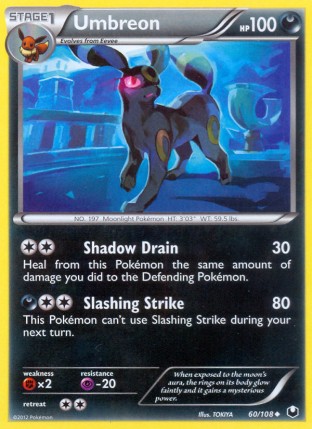 STAGE1 Umbreon HP100
Evolves from Eevee
NO. 197 Moonlight Pokémon HT: 3'03" WT: 59.5 lbs.
Shadow Drain 30
Heal from this Pokémon the same amount of
damage you did to the Defending Pokémon.
Slashing Strike 80
This Pokémon can't use Slashing Strike during your
next turn.
weakness resistance
×2 -20
retreat
When exposed to the moon's
aura, the rings on its body glow
faintly and it gains a
mysterious power.
Illus. TOKIYA 60/108
©2012 Pokémon